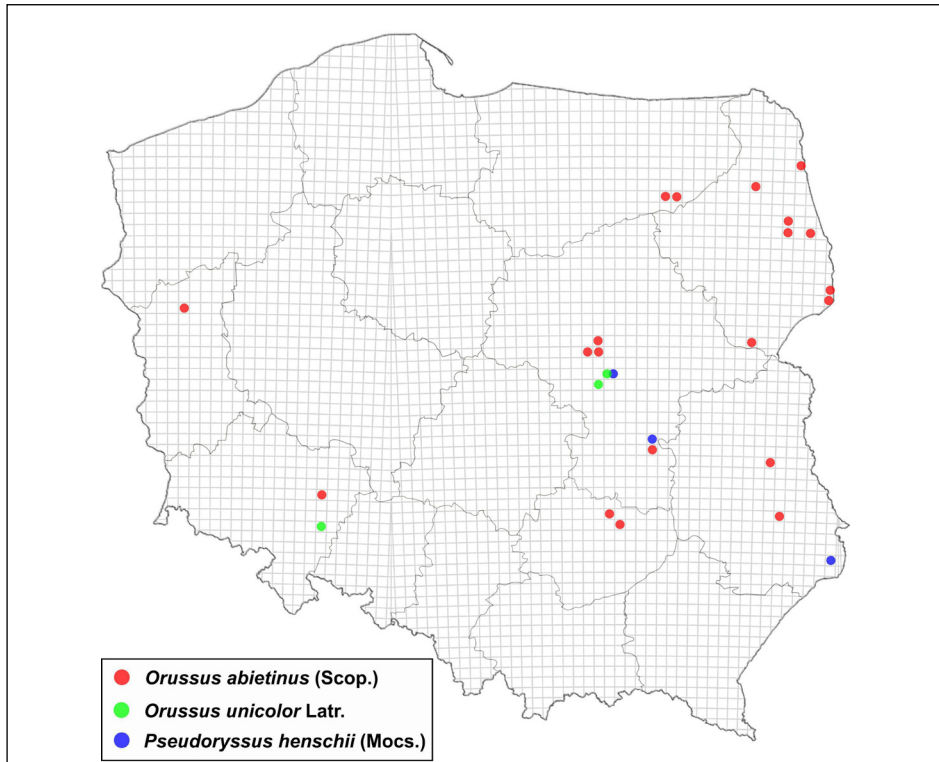 Orussus abietinus (Scop.)
Orussus unicolor Latr.
Pseudoryssus henschii (Mocs.)